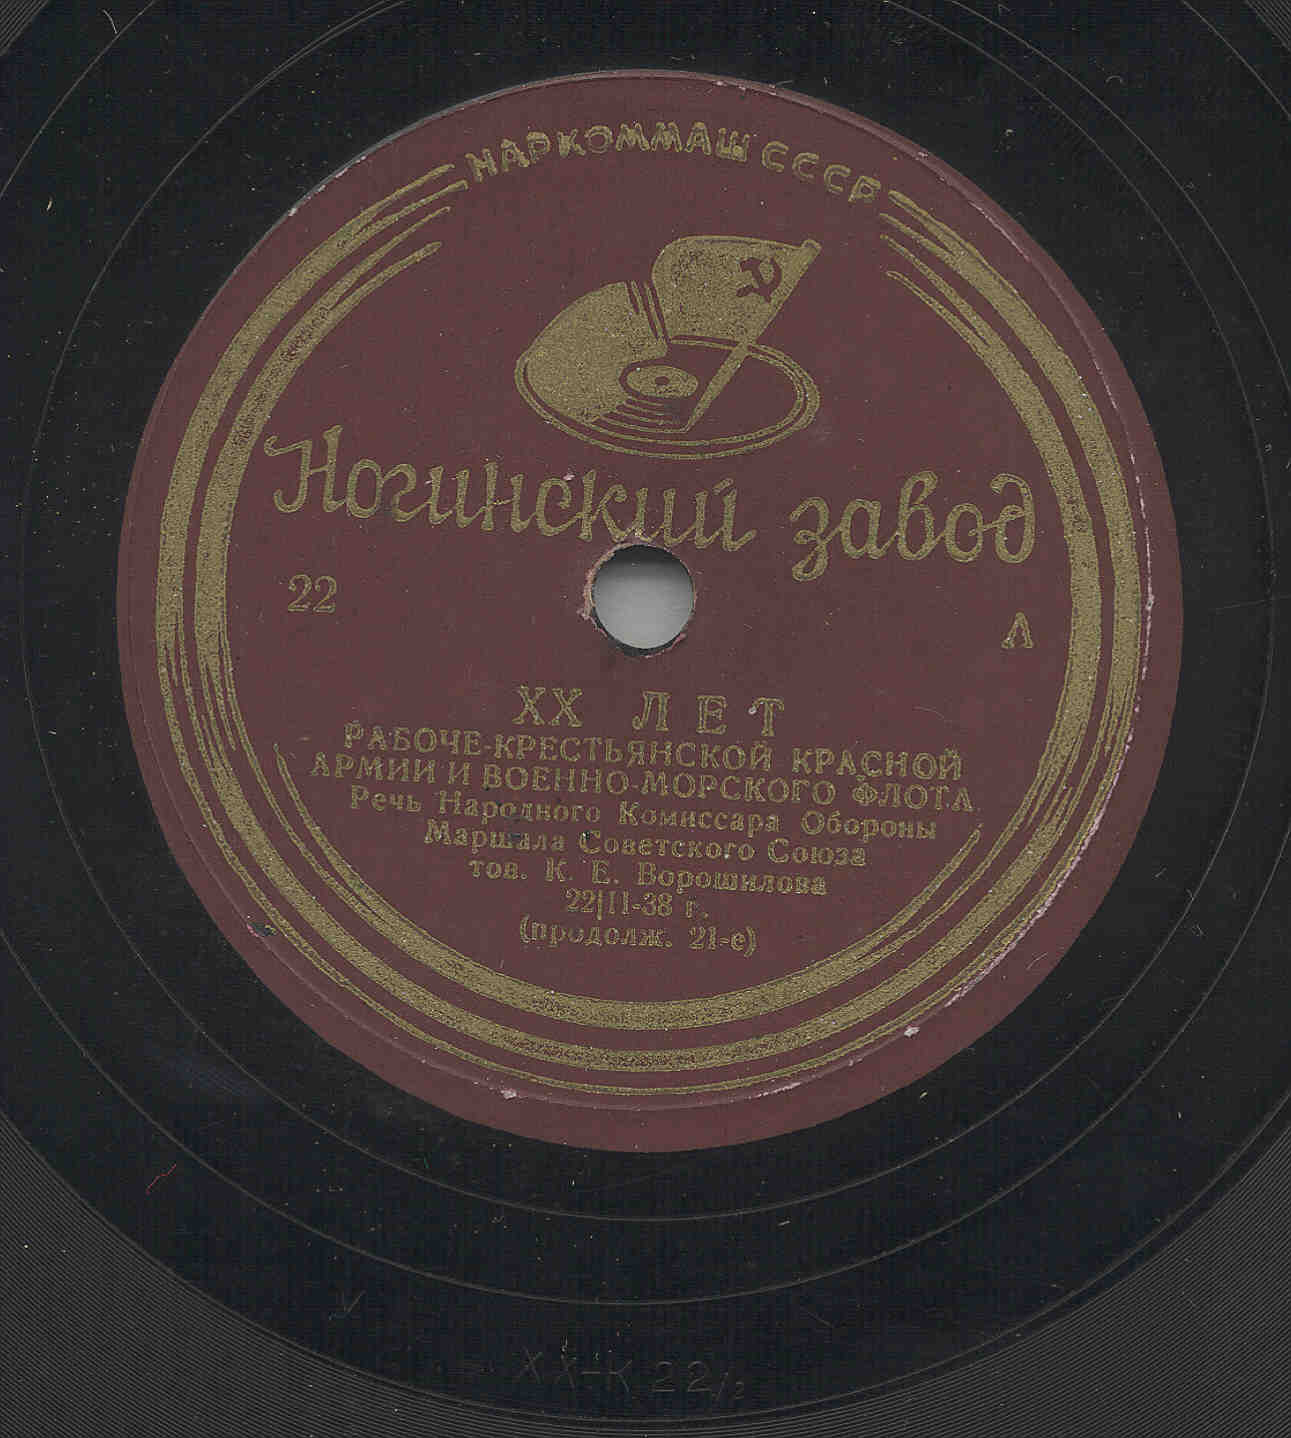 НАРКОММАШ СССР
Ногинский завод
22
Л
XX ЛЕТ
РАБОЧЕ-КРЕСТЬЯНСКОЙ КРАСНОЙ
АРМИИ И ВОЕННО-МОРСКОГО ФЛОТА
Речь Народного Комиссара Обороны
Маршала Советского Союза
тов. К. Е. Ворошилова
22|II-38 г.
(продолж. 21-е)
XX-K 22/2